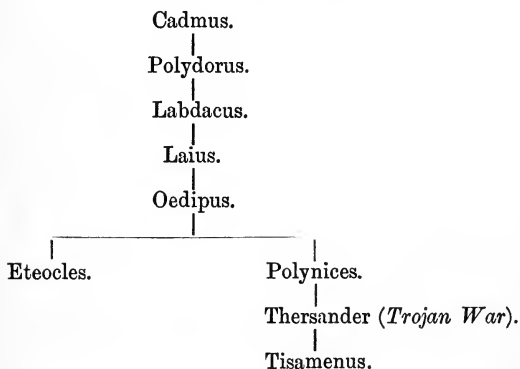 Cadmus.
Polydorus.
Labdacus.
Laius.
Oedipus.
Eteocles. Polynices.
Thersander (Trojan War).
Tisamenus.